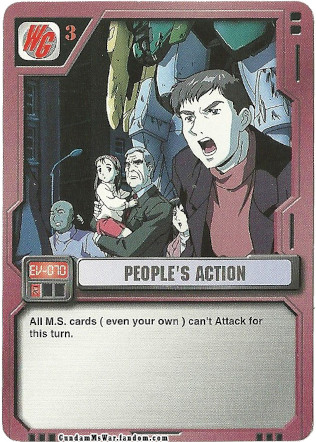 WG
3
EV-070
PEOPLE'S ACTION
All M.S. cards ( even your own ) can't Attack for
this turn.
GundamMsWar.fandom.com